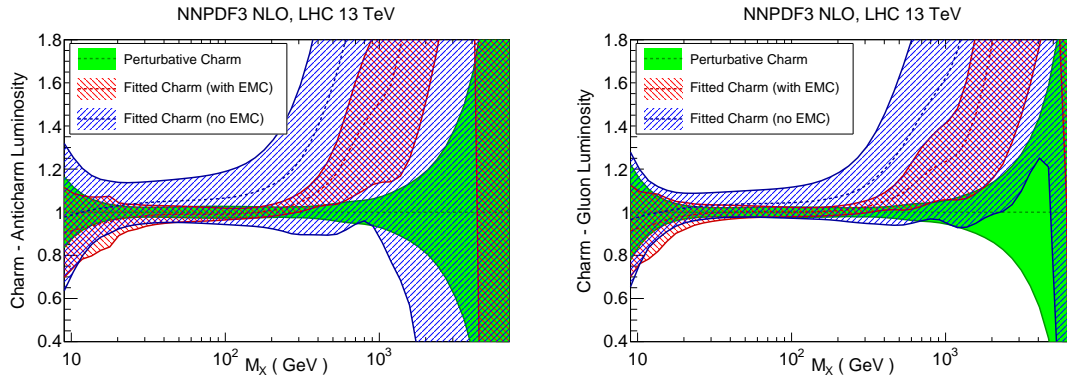 NNPDF3 NLO, LHC 13 TeV
Charm - Anticharm Luminosity
1.8
1.6
1.4
1.2
1
0.8
0.6
0.4
Perturbative Charm
Fitted Charm (with EMC)
Fitted Charm (no EMC)
10
10²
10³
M_X ( GeV )
NNPDF3 NLO, LHC 13 TeV
Charm - Gluon Luminosity
1.8
1.6
1.4
1.2
1
0.8
0.6
0.4
Perturbative Charm
Fitted Charm (with EMC)
Fitted Charm (no EMC)
10
10²
10³
M_X ( GeV )